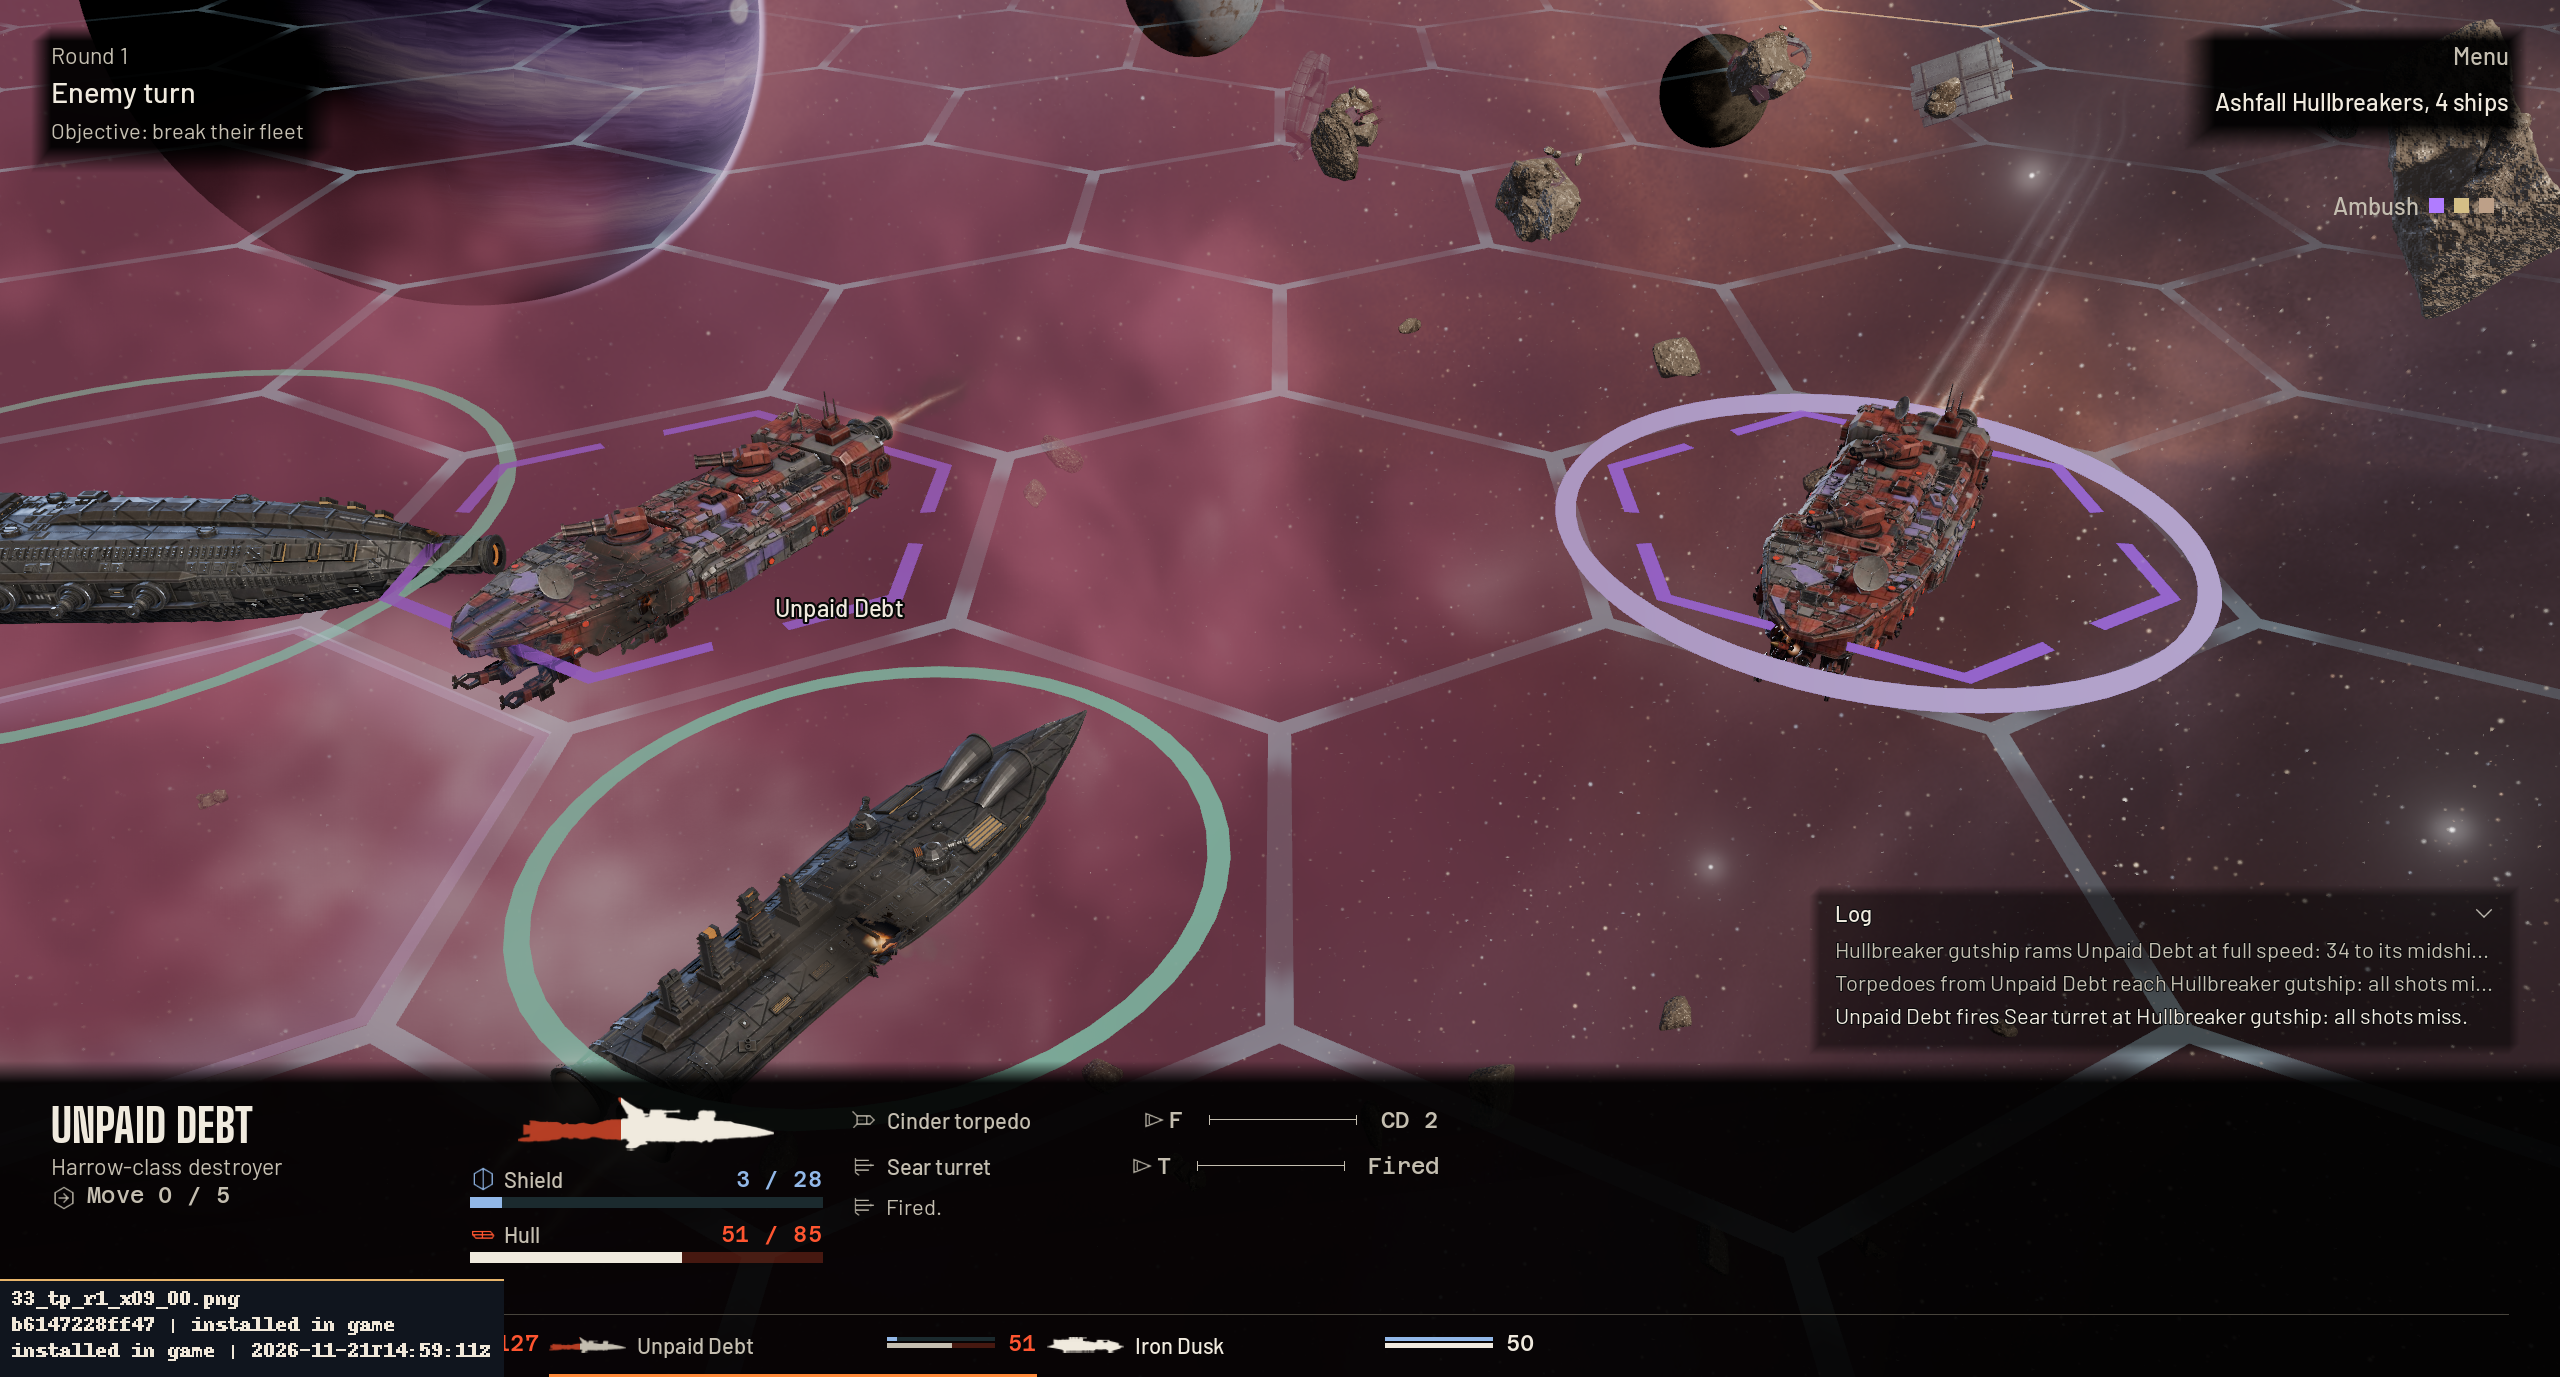 Round 1
Enemy turn
Objective: break their fleet
Menu
Ashfall Hullbreakers, 4 ships
Ambush
Unpaid Debt
Log
Hullbreaker gutship rams Unpaid Debt at full speed: 34 to its midshi...
Torpedoes from Unpaid Debt reach Hullbreaker gutship: all shots mi...
Unpaid Debt fires Sear turret at Hullbreaker gutship: all shots miss.
UNPAID DEBT
Harrow-class destroyer
Move 0 / 5
Shield 3 / 28
Hull 51 / 85
Cinder torpedo F CD 2
Sear turret T Fired
Fired.
33_tp_r1_x09_00.png
b6147228ff47 | installed in game
installed in game | 2026-11-21r14:59:11z
127 Unpaid Debt 51 Iron Dusk 50